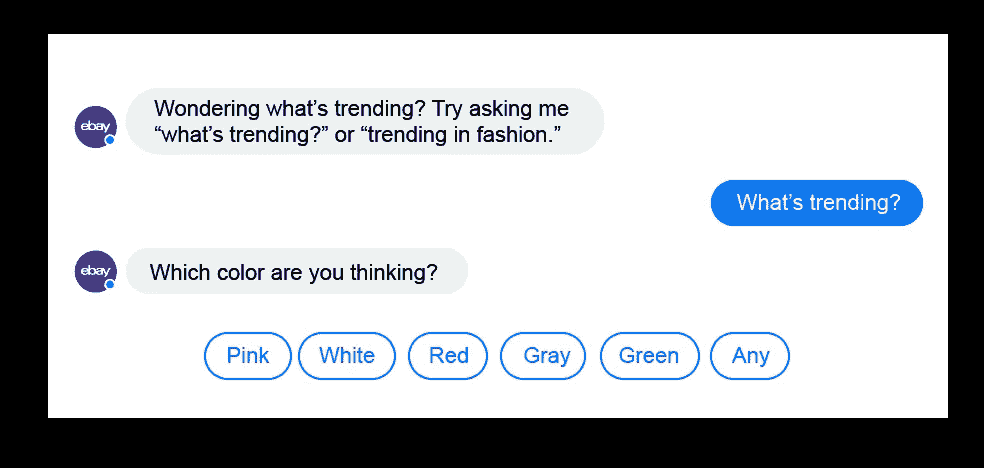 ebay
Wondering what’s trending? Try asking me
“what’s trending?” or “trending in fashion.”
What’s trending?
ebay
Which color are you thinking?
Pink White Red Gray Green Any